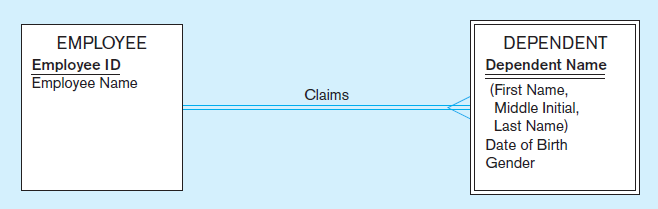 EMPLOYEE
Employee ID
Employee Name
Claims
DEPENDENT
Dependent Name
(First Name,
Middle Initial,
Last Name)
Date of Birth
Gender